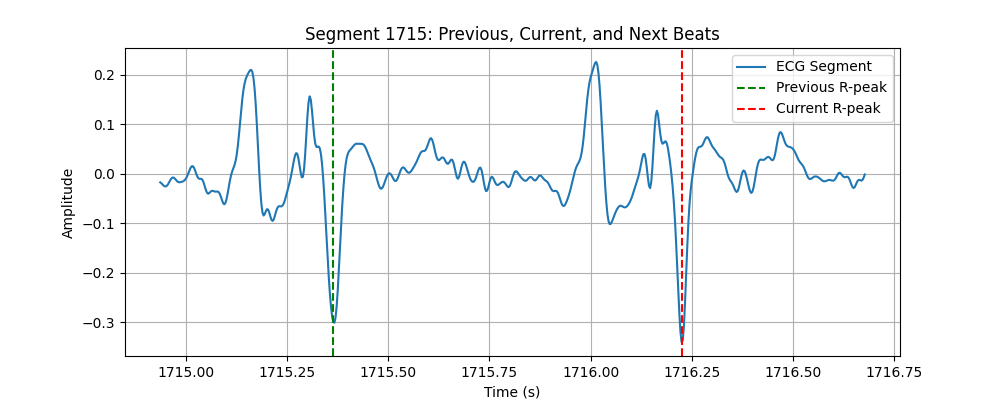 Segment 1715: Previous, Current, and Next Beats
ECG Segment
Previous R-peak
Current R-peak
0.2
0.1
0.0
−0.1
−0.2
−0.3
Amplitude
1715.00 1715.25 1715.50 1715.75 1716.00 1716.25 1716.50 1716.75
Time (s)